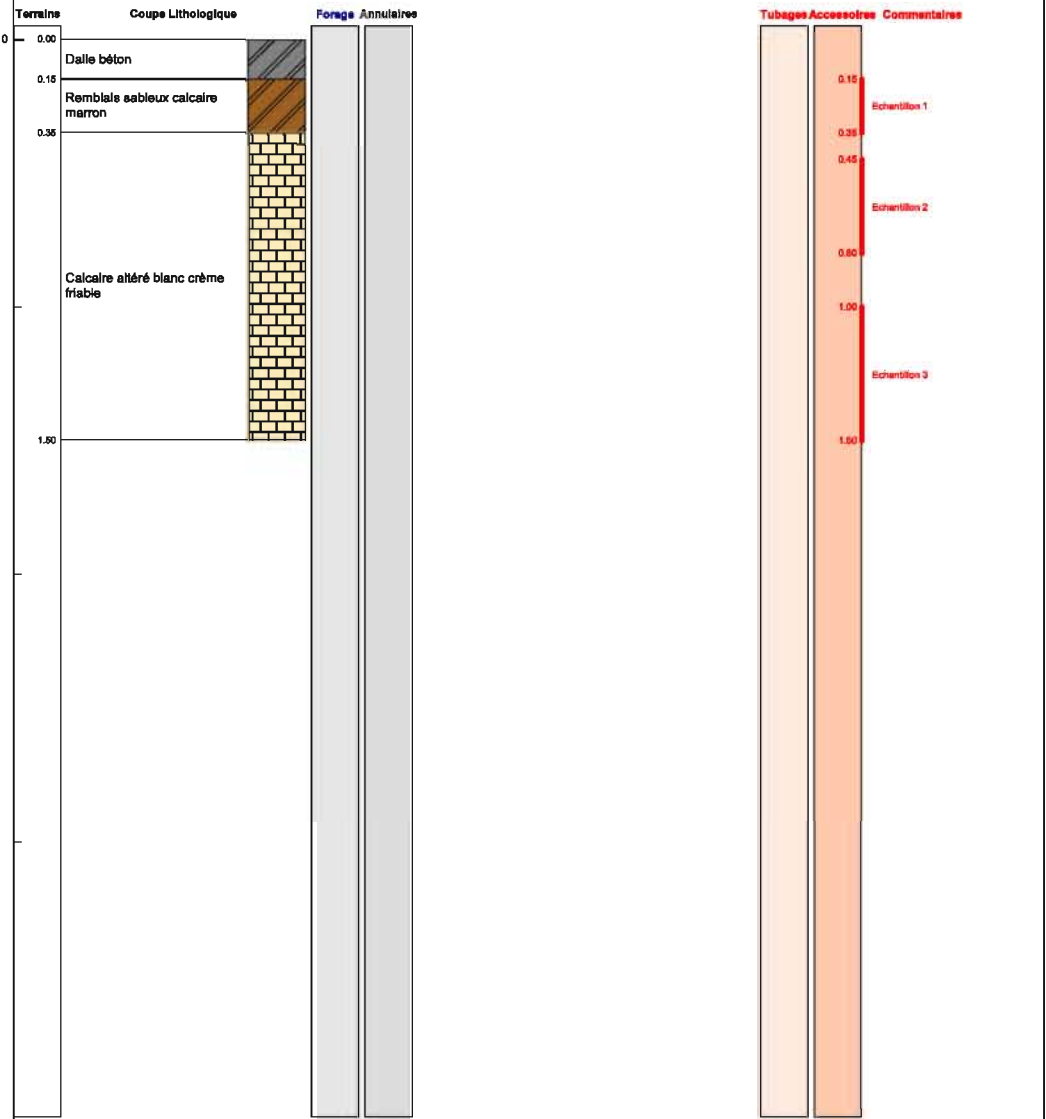 Terrains Coupe Lithologique Forage Annulaires Tubages Accessoires Commentaires
0 0.00
Dalle béton
0.15 0.15
Remblais sableux calcaire
marron
Echantillon 1
0.35 0.35
0.45
Echantillon 2
0.80
Calcaire altéré blanc crème
friable
1.00
Echantillon 3
1.50 1.50